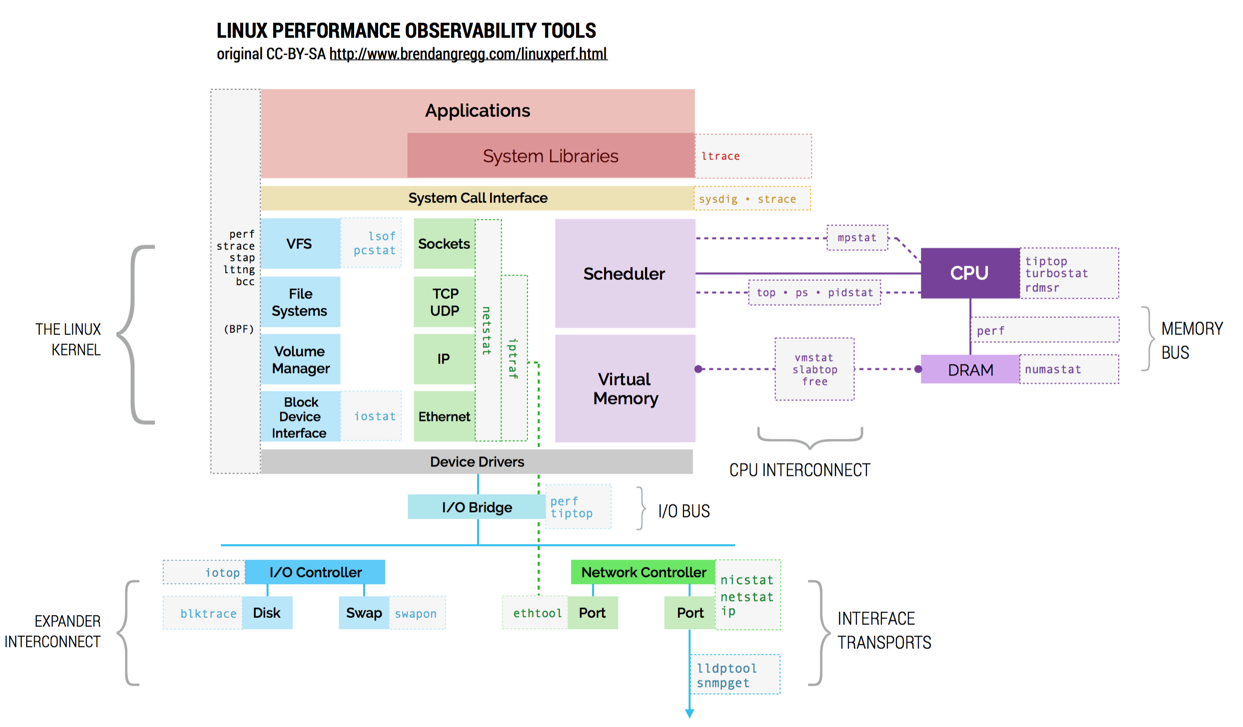 LINUX PERFORMANCE OBSERVABILITY TOOLS
original CC-BY-SA http://www.brendangregg.com/linuxperf.html
Applications
System Libraries
ltrace
System Call Interface
sysdig • strace
perf
strace
stap
lttng
bcc
(BPF)
THE LINUX
KERNEL
VFS
lsof
pcstat
File
Systems
Volume
Manager
Block
Device
Interface
iostat
Sockets
TCP
UDP
IP
Ethernet
netstat
iptraf
Scheduler
Virtual
Memory
mpstat
top • ps • pidstat
CPU
tiptop
turbostat
rdmsr
perf
MEMORY
BUS
DRAM
numastat
vmstat
slabtop
free
CPU INTERCONNECT
Device Drivers
I/O Bridge
perf
tiptop
I/O BUS
iotop
I/O Controller
blktrace
Disk
Swap
swapon
EXPANDER
INTERCONNECT
Network Controller
ethtool
Port
Port
nicstat
netstat
ip
INTERFACE
TRANSPORTS
lldptool
snmpget